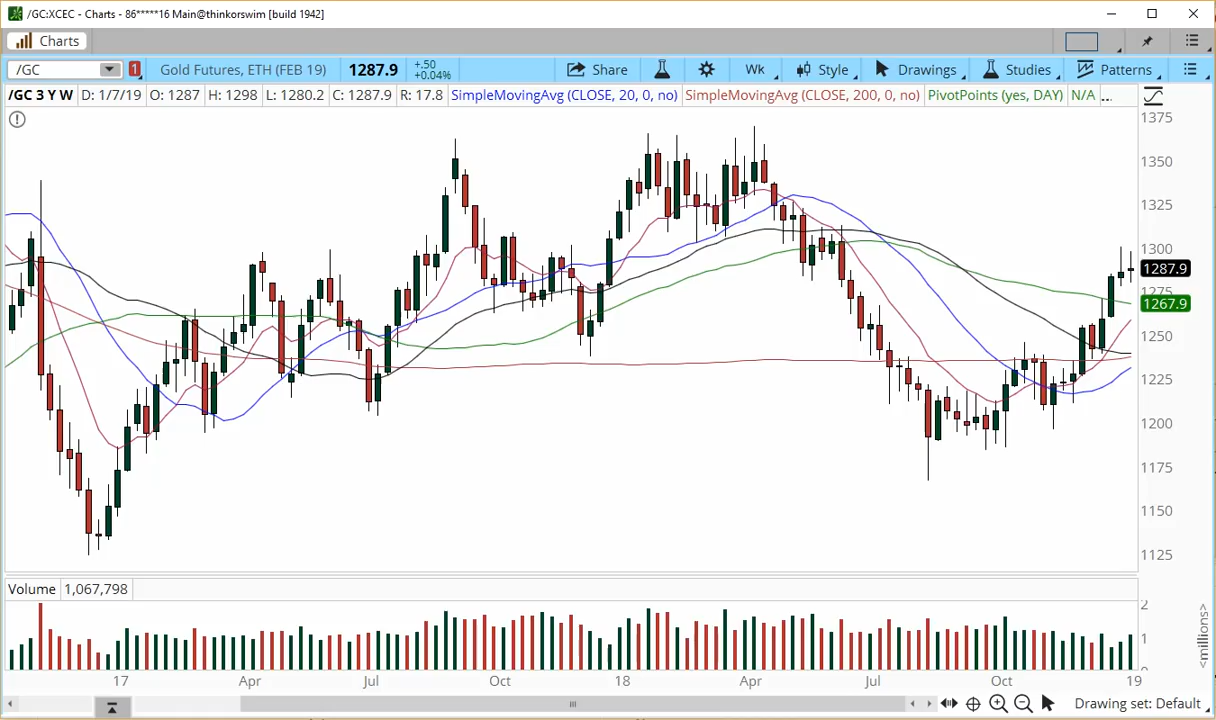 /GC:XCEC - Charts - 86*****16 Main@thinkorswim [build 1942]
Charts
/GC 1 Gold Futures, ETH (FEB 19) 1287.9 +.50 +0.04% Share Wk Style Drawings Studies Patterns
/GC 3 Y W D: 1/7/19 O: 1287 H: 1298 L: 1280.2 C: 1287.9 R: 17.8 SimpleMovingAvg (CLOSE, 20, 0, no) SimpleMovingAvg (CLOSE, 200, 0, no) PivotPoints (yes, DAY) N/A ...
1375
1350
1325
1300
1287.9
1275
1267.9
1250
1225
1200
1175
1150
1125
Volume 1,067,798
2
1
0
<millions>
17 Apr Jul Oct 18 Apr Jul Oct 19
Drawing set: Default